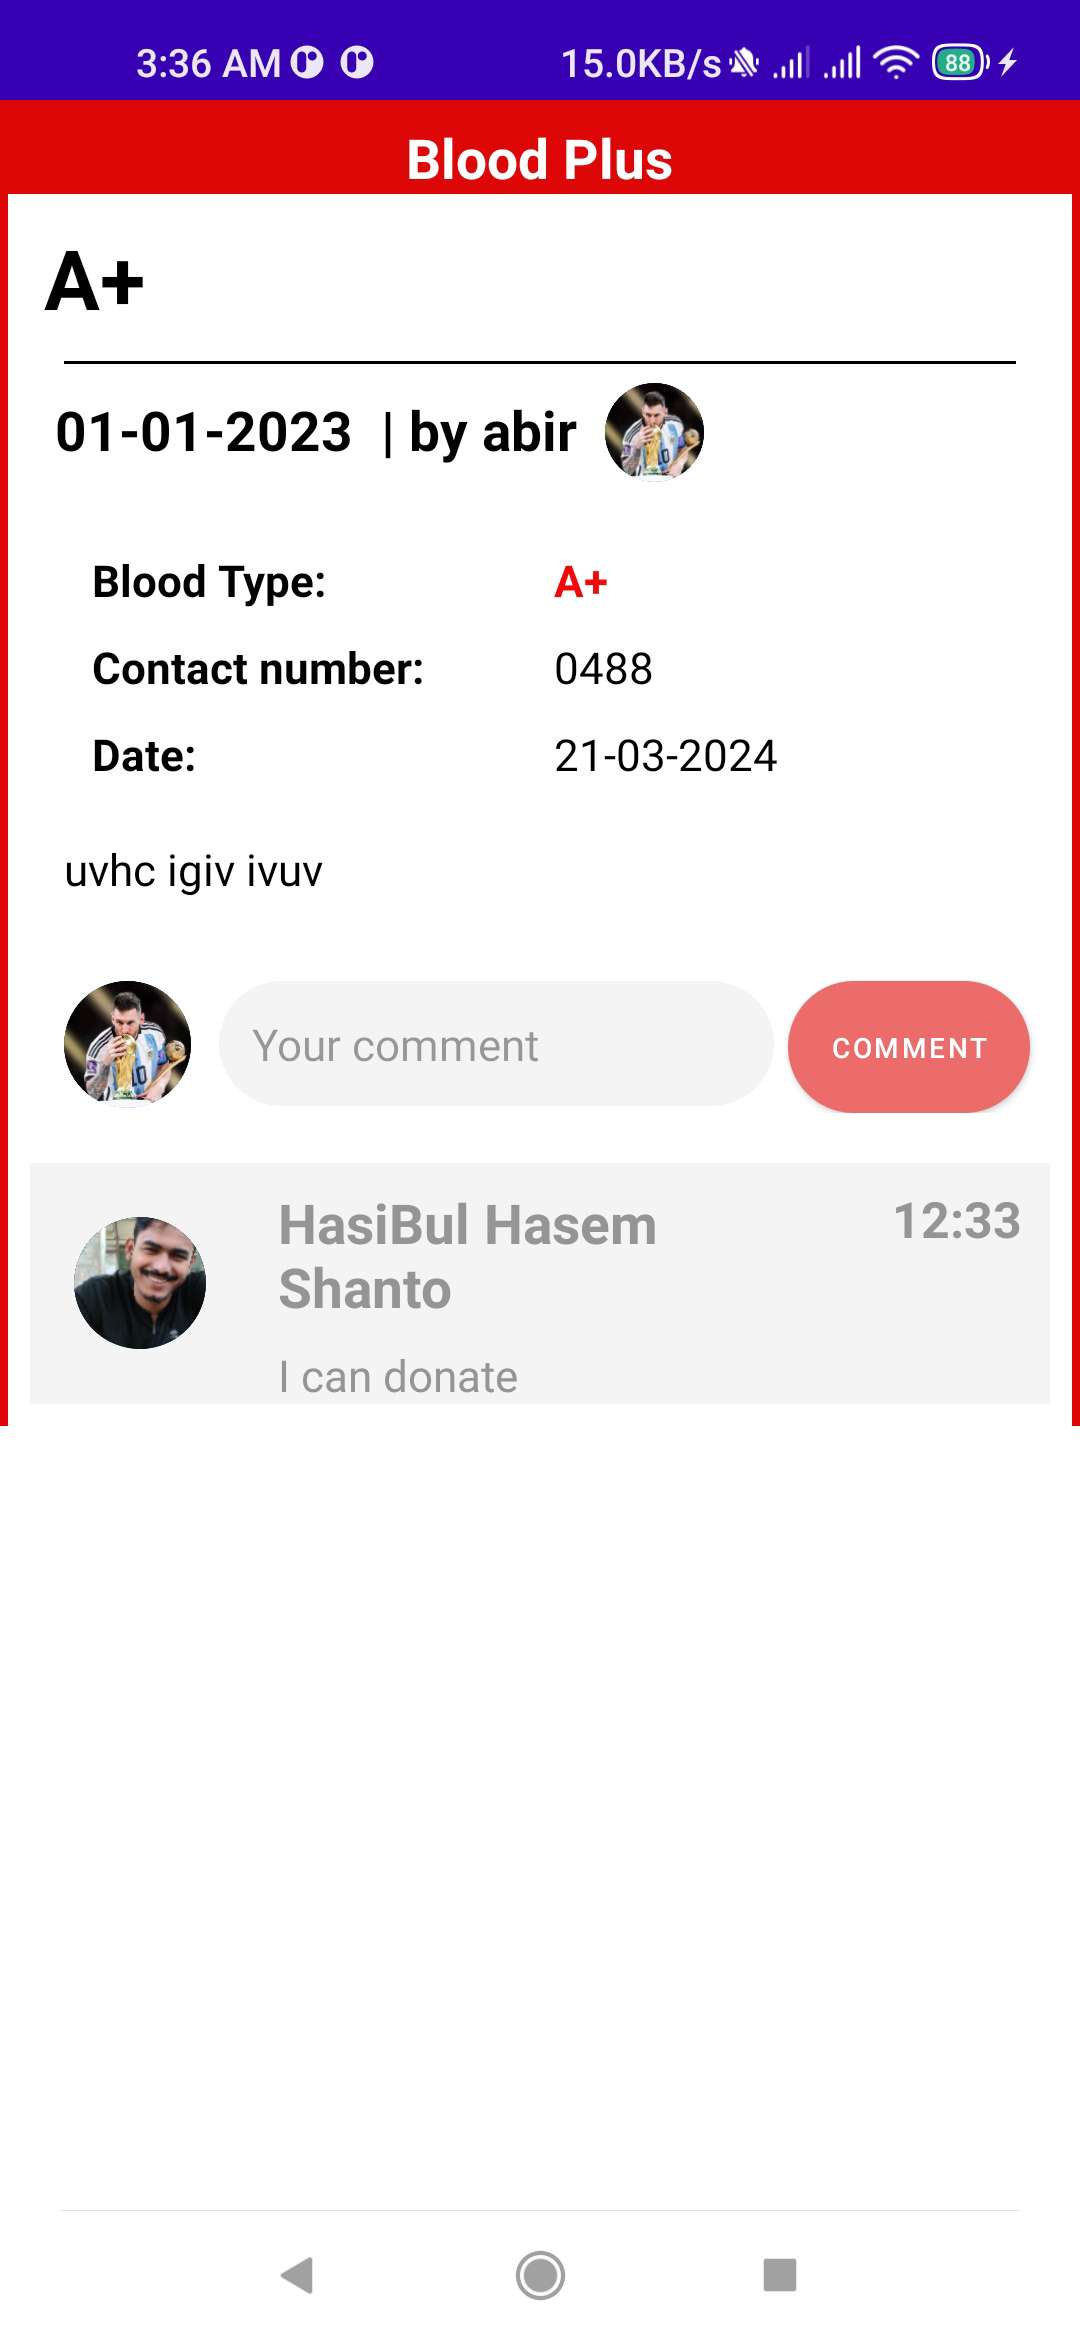 3:36 AM 15.0KB/s 88
Blood Plus
A+
01-01-2023 | by abir
Blood Type: A+
Contact number: 0488
Date: 21-03-2024
uvhc igiv ivuv
Your comment COMMENT
HasiBul Hasem 12:33
Shanto
I can donate